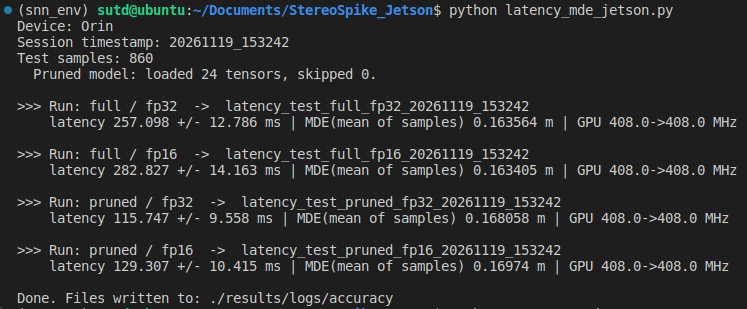 (snn_env) sutd@ubuntu:~/Documents/StereoSpike_Jetson$ python latency_mde_jetson.py
Device: Orin
Session timestamp: 20261119_153242
Test samples: 860
  Pruned model: loaded 24 tensors, skipped 0.

>>> Run: full / fp32  ->  latency_test_full_fp32_20261119_153242
    latency 257.098 +/- 12.786 ms | MDE(mean of samples) 0.163564 m | GPU 408.0->408.0 MHz

>>> Run: full / fp16  ->  latency_test_full_fp16_20261119_153242
    latency 282.827 +/- 14.163 ms | MDE(mean of samples) 0.163405 m | GPU 408.0->408.0 MHz

>>> Run: pruned / fp32  ->  latency_test_pruned_fp32_20261119_153242
    latency 115.747 +/- 9.558 ms | MDE(mean of samples) 0.168058 m | GPU 408.0->408.0 MHz

>>> Run: pruned / fp16  ->  latency_test_pruned_fp16_20261119_153242
    latency 129.307 +/- 10.415 ms | MDE(mean of samples) 0.16974 m | GPU 408.0->408.0 MHz

Done. Files written to: ./results/logs/accuracy